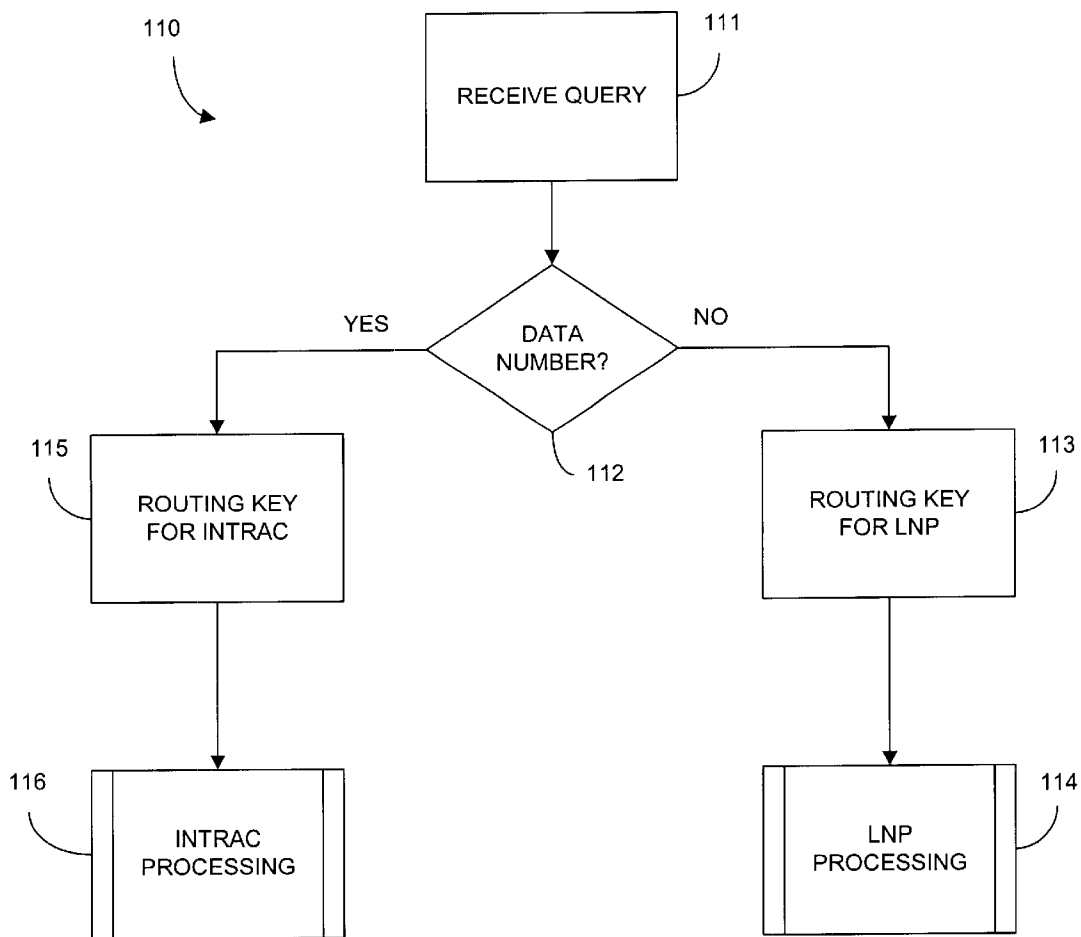 110
111
RECEIVE QUERY
YES
NO
DATA
NUMBER?
112
115
ROUTING KEY
FOR INTRAC
113
ROUTING KEY
FOR LNP
116
INTRAC
PROCESSING
114
LNP
PROCESSING